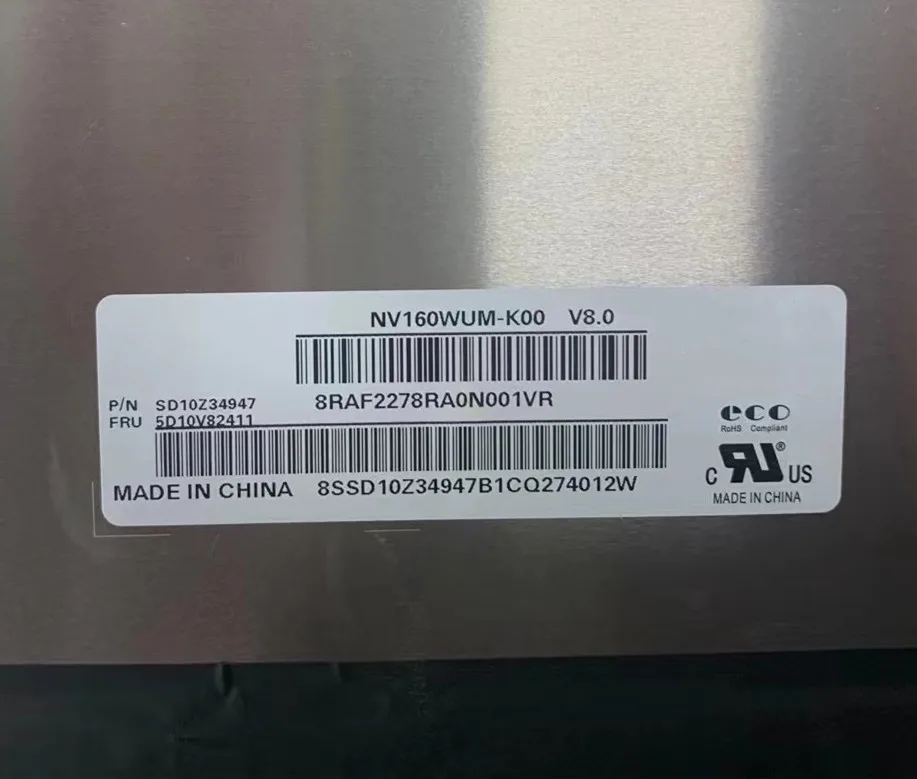 NV160WUM-K00 V8.0
8RAF2278RA0N001VR
P/N SD10Z34947
FRU 5D10V82411
MADE IN CHINA 8SSD10Z34947B1CQ274012W
eco
RoHS Compliant
c RU® US
MADE IN CHINA